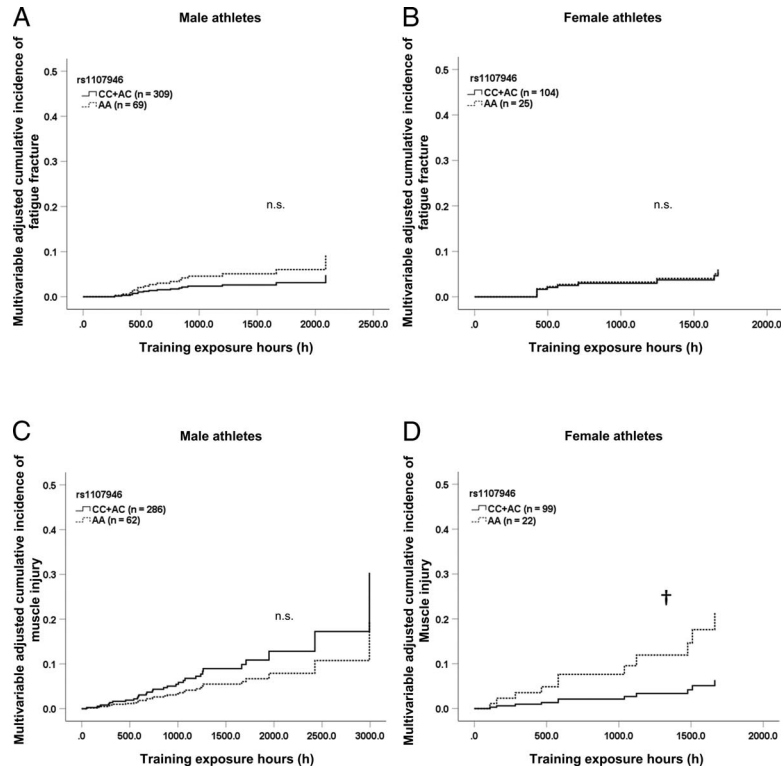 A
Male athletes
Multivariable adjusted cumulative incidence of
fatigue fracture
0.5
0.4
0.3
0.2
0.1
0.0
rs1107946
CC+AC (n = 309)
AA (n = 69)
n.s.
.0 500.0 1000.0 1500.0 2000.0 2500.0
Training exposure hours (h)
B
Female athletes
Multivariable adjusted cumulative incidence of
fatigue fracture
0.5
0.4
0.3
0.2
0.1
0.0
rs1107946
CC+AC (n = 104)
AA (n = 25)
n.s.
.0 500.0 1000.0 1500.0 2000.0
Training exposure hours (h)
C
Male athletes
Multivariable adjusted cumulative incidence of
muscle injury
0.5
0.4
0.3
0.2
0.1
0.0
rs1107946
CC+AC (n = 286)
AA (n = 62)
n.s.
.0 500.0 1000.0 1500.0 2000.0 2500.0 3000.0
Training exposure hours (h)
D
Female athletes
Multivariable adjusted cumulative incidence of
Muscle injury
0.5
0.4
0.3
0.2
0.1
0.0
rs1107946
CC+AC (n = 99)
AA (n = 22)
†
.0 500.0 1000.0 1500.0 2000.0
Training exposure hours (h)